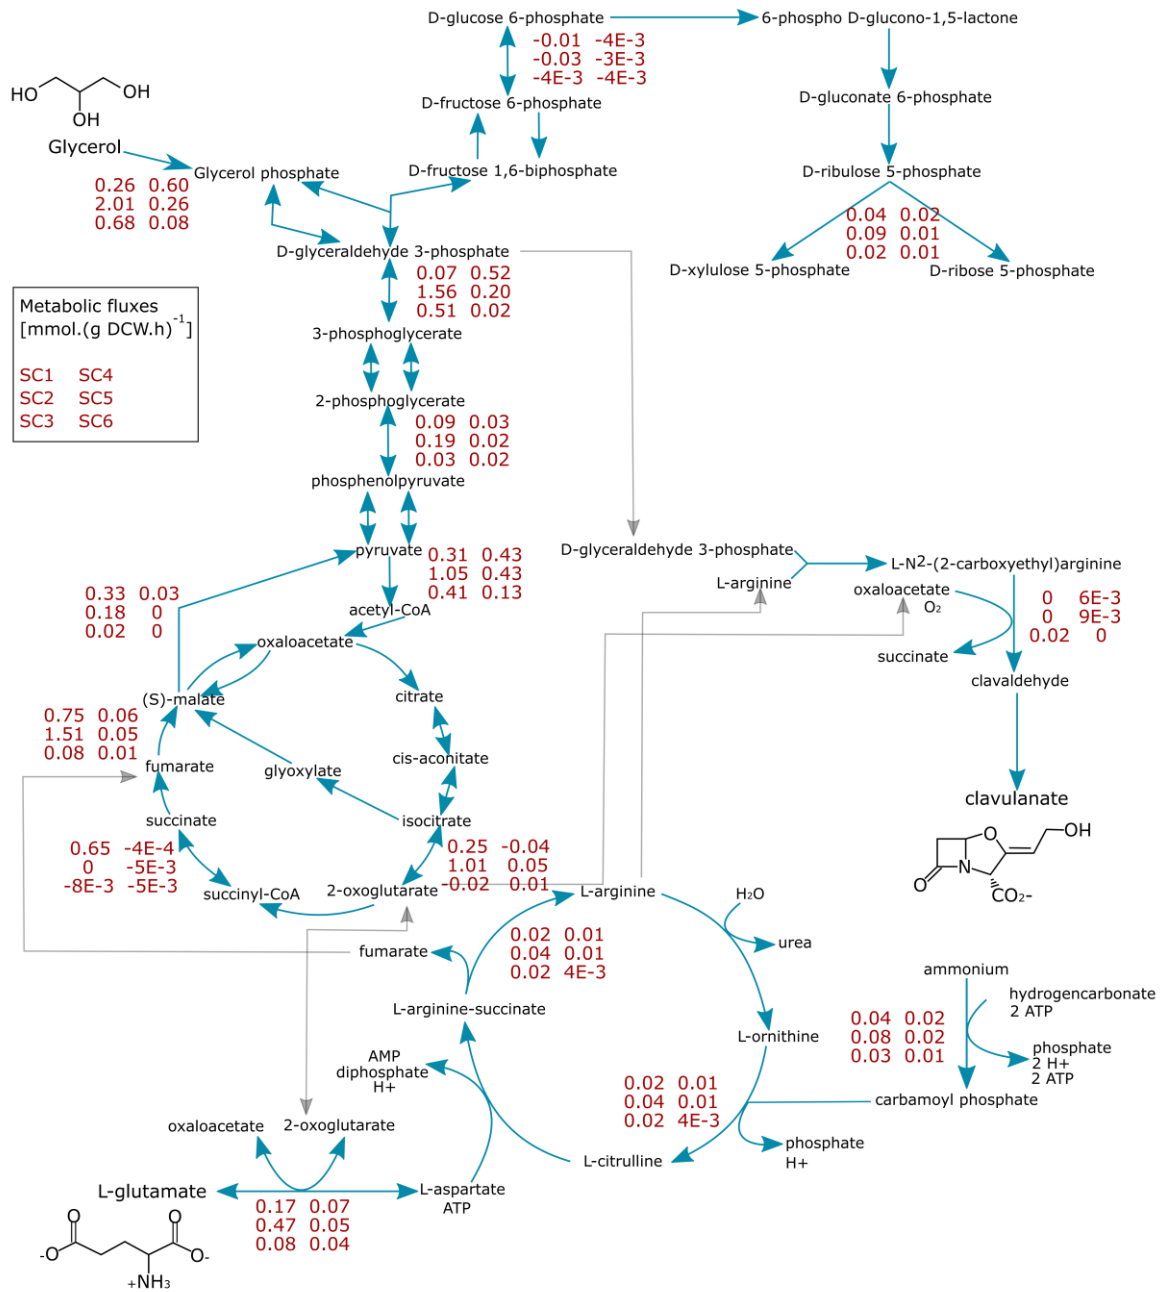 D-glucose 6-phosphate
6-phospho D-glucono-1,5-lactone
-0.01 -4E-3
-0.03 -3E-3
-4E-3 -4E-3
HO
OH
OH
D-fructose 6-phosphate
D-gluconate 6-phosphate
Glycerol
Glycerol phosphate
D-fructose 1,6-biphosphate
D-ribulose 5-phosphate
0.26 0.60
2.01 0.26
0.68 0.08
0.04 0.02
0.09 0.01
0.02 0.01
D-glyceraldehyde 3-phosphate
D-xylulose 5-phosphate
D-ribose 5-phosphate
0.07 0.52
1.56 0.20
0.51 0.02
Metabolic fluxes
[mmol.(g DCW.h)-1]
SC1 SC4
SC2 SC5
SC3 SC6
3-phosphoglycerate
2-phosphoglycerate
0.09 0.03
0.19 0.02
0.03 0.02
phosphenolpyruvate
pyruvate
0.31 0.43
1.05 0.43
0.41 0.13
D-glyceraldehyde 3-phosphate
L-arginine
L-N2-(2-carboxyethyl)arginine
oxaloacetate
O2
0 6E-3
0 9E-3
0.02 0
succinate
clavaldehyde
clavulanate
O
OH
N
O
CO2-
0.33 0.03
0.18 0
0.02 0
acetyl-CoA
oxaloacetate
(S)-malate
citrate
0.75 0.06
1.51 0.05
0.08 0.01
fumarate
glyoxylate
cis-aconitate
succinate
isocitrate
0.65 -4E-4
0 -5E-3
-8E-3 -5E-3
0.25 -0.04
1.01 0.05
-0.02 0.01
succinyl-CoA
2-oxoglutarate
L-arginine
H2O
urea
0.02 0.01
0.04 0.01
0.02 4E-3
fumarate
L-arginine-succinate
L-ornithine
ammonium
hydrogencarbonate
2 ATP
0.04 0.02
0.08 0.02
0.03 0.01
phosphate
2 H+
2 ATP
carbamoyl phosphate
AMP
diphosphate
H+
0.02 0.01
0.04 0.01
0.02 4E-3
phosphate
H+
oxaloacetate
2-oxoglutarate
L-citrulline
L-glutamate
L-aspartate
ATP
0.17 0.07
0.47 0.05
0.08 0.04
O
O
-O
O-
+NH3